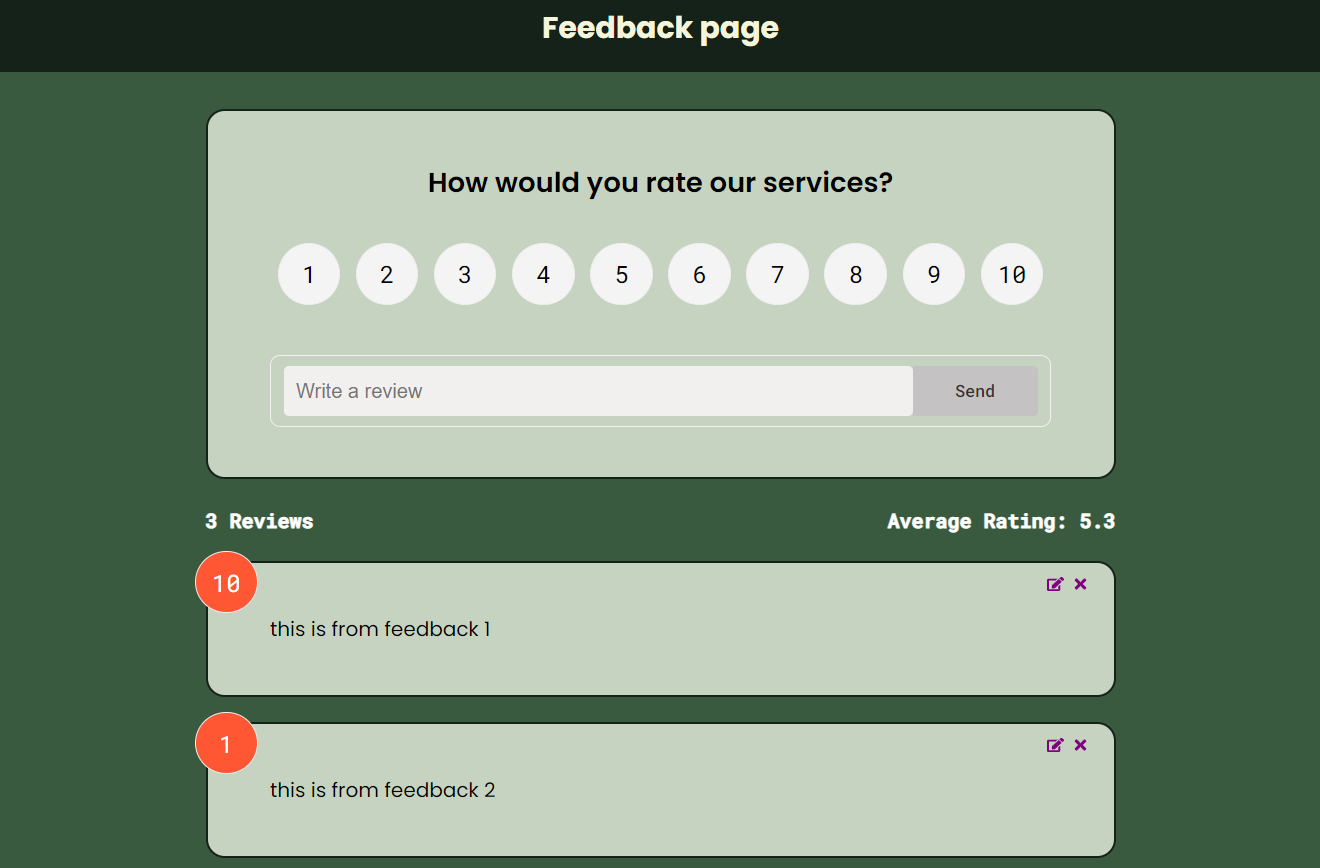 Feedback page
How would you rate our services?
1 2 3 4 5 6 7 8 9 10
Write a review Send
3 Reviews Average Rating: 5.3
10
this is from feedback 1
1
this is from feedback 2